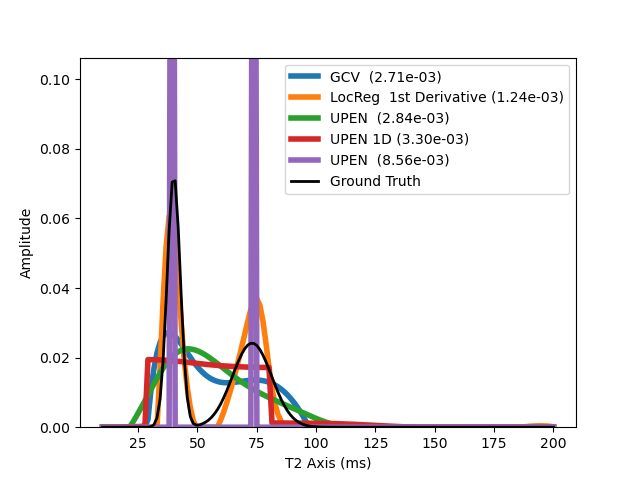 GCV  (2.71e-03)
LocReg  1st Derivative (1.24e-03)
UPEN  (2.84e-03)
UPEN 1D (3.30e-03)
UPEN  (8.56e-03)
Ground Truth
Amplitude
0.10
0.08
0.06
0.04
0.02
0.00
25 50 75 100 125 150 175 200
T2 Axis (ms)